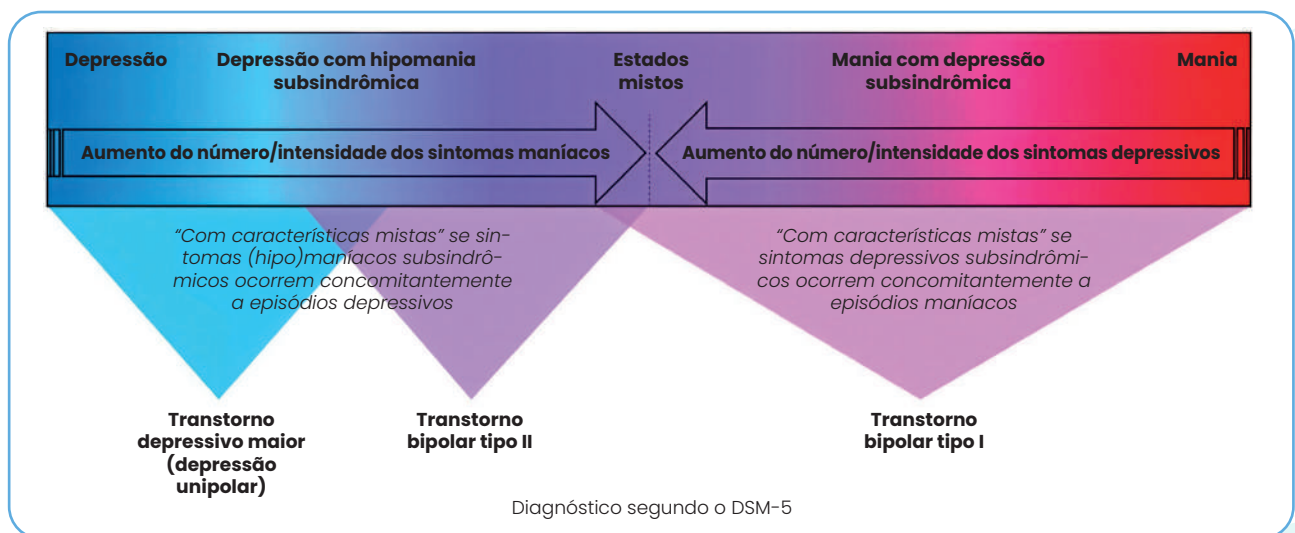 Depressão
Depressão com hipomania
subsindrômica
Estados
mistos
Mania com depressão
subsindrômica
Mania
Aumento do número/intensidade dos sintomas maníacos
Aumento do número/intensidade dos sintomas depressivos
“Com características mistas” se sin-
tomas (hipo)maníacos subsindrô-
micos ocorrem concomitantemente
a episódios depressivos
“Com características mistas” se
sintomas depressivos subsindrômi-
cos ocorrem concomitantemente a
episódios maníacos
Transtorno
depressivo maior
(depressão
unipolar)
Transtorno
bipolar tipo II
Transtorno
bipolar tipo I
Diagnóstico segundo o DSM-5